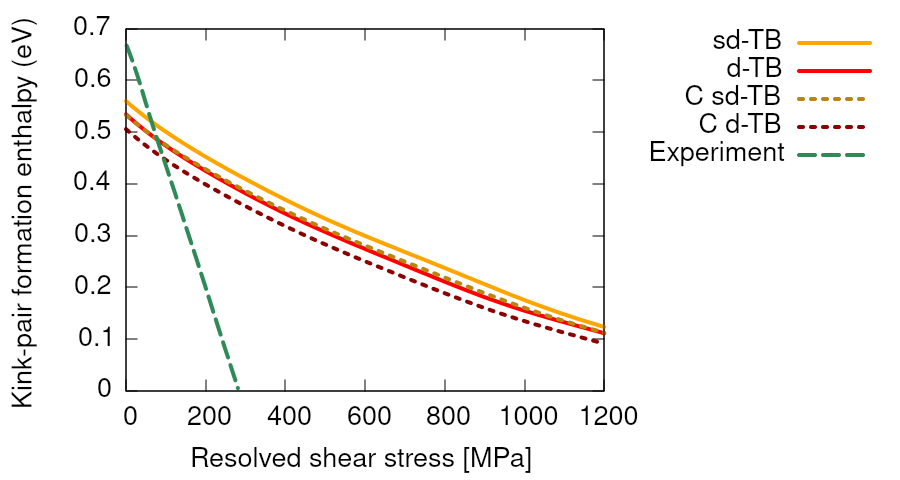 Kink-pair formation enthalpy (eV)
0.7
0.6
0.5
0.4
0.3
0.2
0.1
0
0 200 400 600 800 1000 1200
Resolved shear stress [MPa]
sd-TB
d-TB
C sd-TB
C d-TB
Experiment